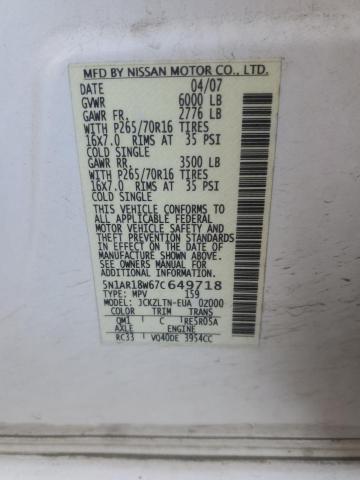 MFD BY NISSAN MOTOR CO., LTD.
DATE 04/07
GVWR 6000 LB
GAWR FR. 2776 LB
WITH P265/70R16 TIRES
16x7.0 RIMS AT 35 PSI
COLD SINGLE
GAWR RR. 3500 LB
WITH P265/70R16 TIRES
16x7.0 RIMS AT 35 PSI
COLD SINGLE
THIS VEHICLE CONFORMS TO
ALL APPLICABLE FEDERAL
MOTOR VEHICLE SAFETY AND
THEFT PREVENTION STANDARDS
IN EFFECT ON THE DATE OF
MANUFACTURE SHOWN ABOVE.
SEE OWNERS MANUAL FOR
ADDITIONAL INFORMATION.
5N1AR18W67C649718
TYPE: MPV 159
MODEL: JCKZLTN-EUA 02000
COLOR TRIM TRANS
QM1 C RE5R05A
AXLE ENGINE
RC33 VQ40DE 3954CC